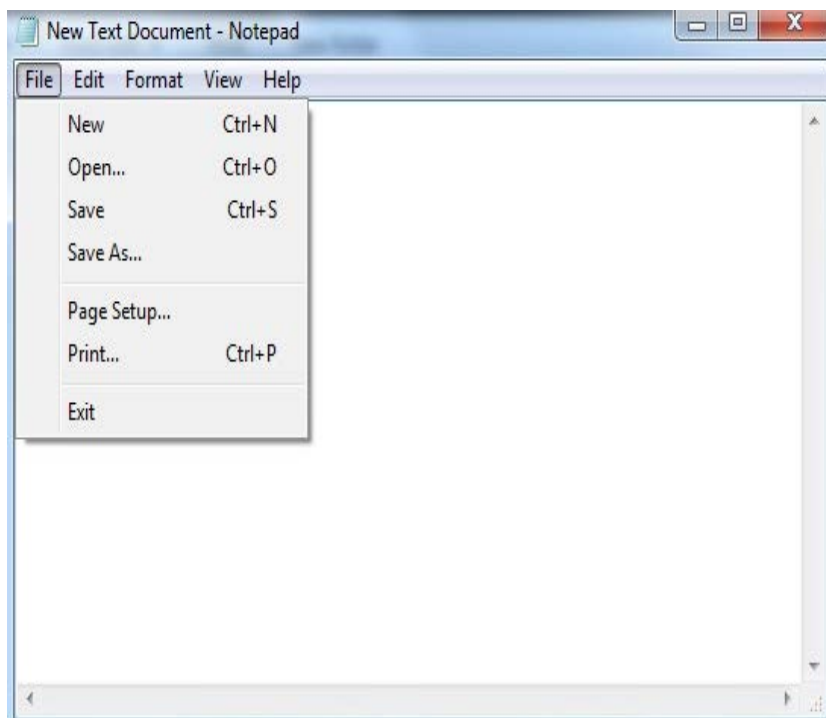 New Text Document - Notepad
File Edit Format View Help
New Ctrl+N
Open... Ctrl+O
Save Ctrl+S
Save As...
Page Setup...
Print... Ctrl+P
Exit